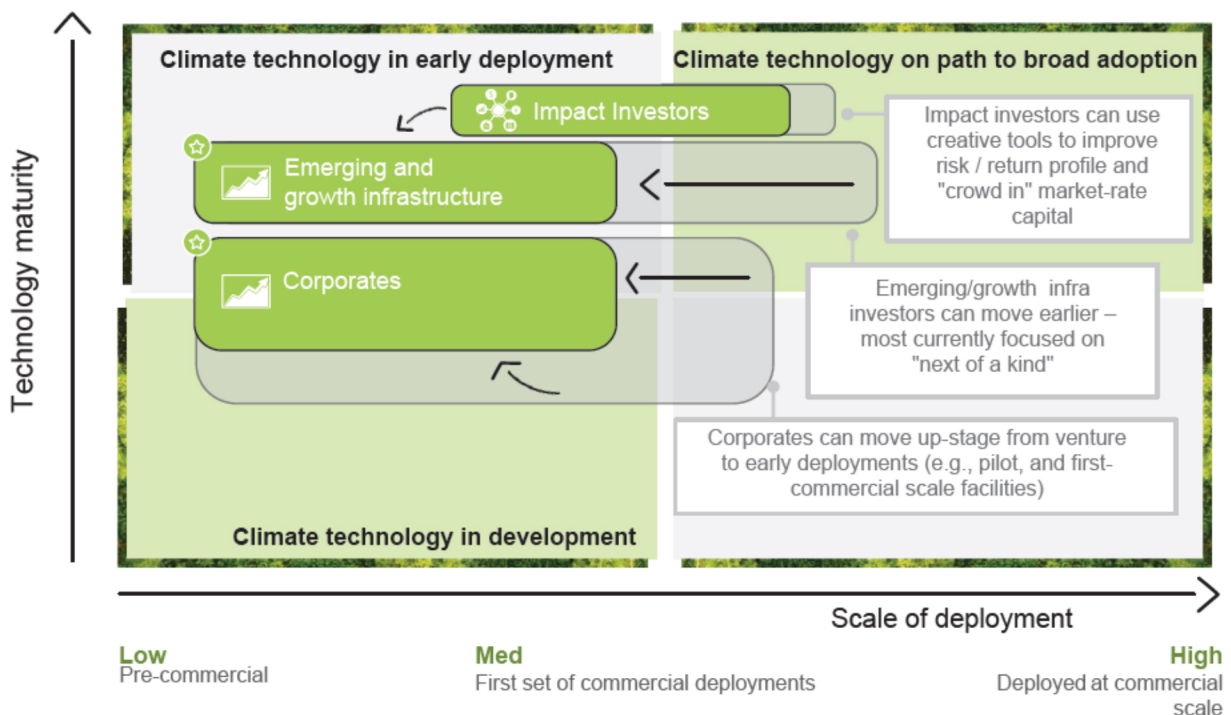 Climate technology in early deployment
Climate technology on path to broad adoption
Impact Investors
Impact investors can use
creative tools to improve
risk / return profile and
"crowd in" market-rate
capital
Emerging and
growth infrastructure
Corporates
Emerging/growth infra
investors can move earlier –
most currently focused on
"next of a kind"
Corporates can move up-stage from venture
to early deployments (e.g., pilot, and first-
commercial scale facilities)
Climate technology in development
Technology maturity
Scale of deployment
Low
Pre-commercial
Med
First set of commercial deployments
High
Deployed at commercial
scale